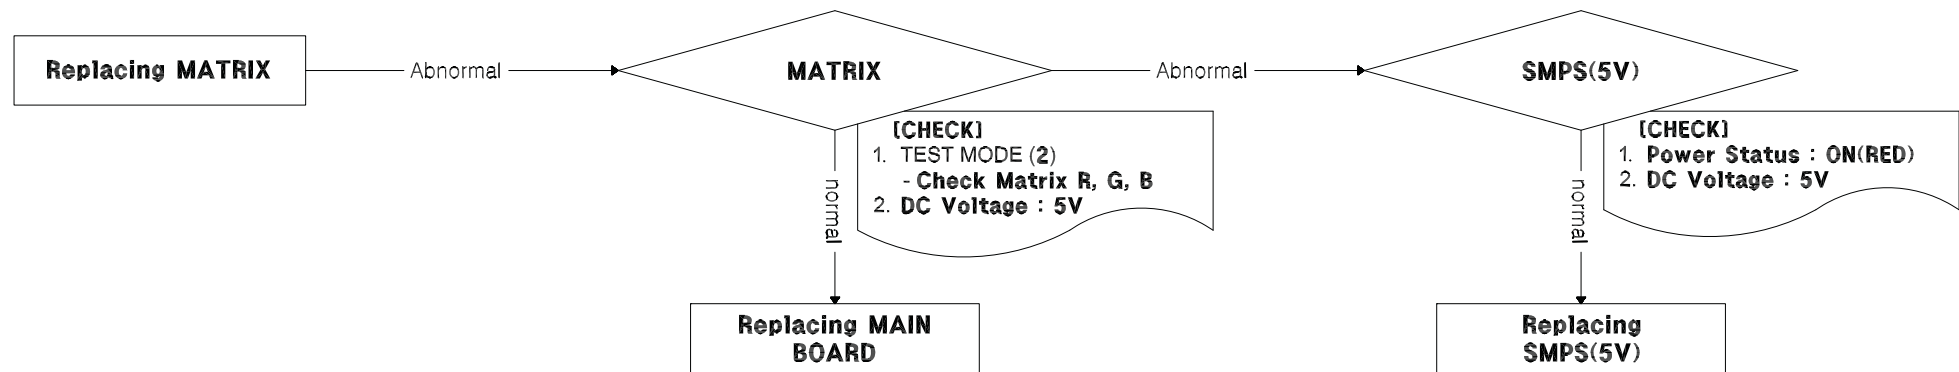 Replacing MATRIX
Abnormal
MATRIX
Abnormal
SMPS(5V)
[CHECK]
1. TEST MODE (2)
- Check Matrix R, G, B
2. DC Voltage : 5V
[CHECK]
1. Power Status : ON(RED)
2. DC Voltage : 5V
normal
normal
Replacing MAIN
BOARD
Replacing
SMPS(5V)